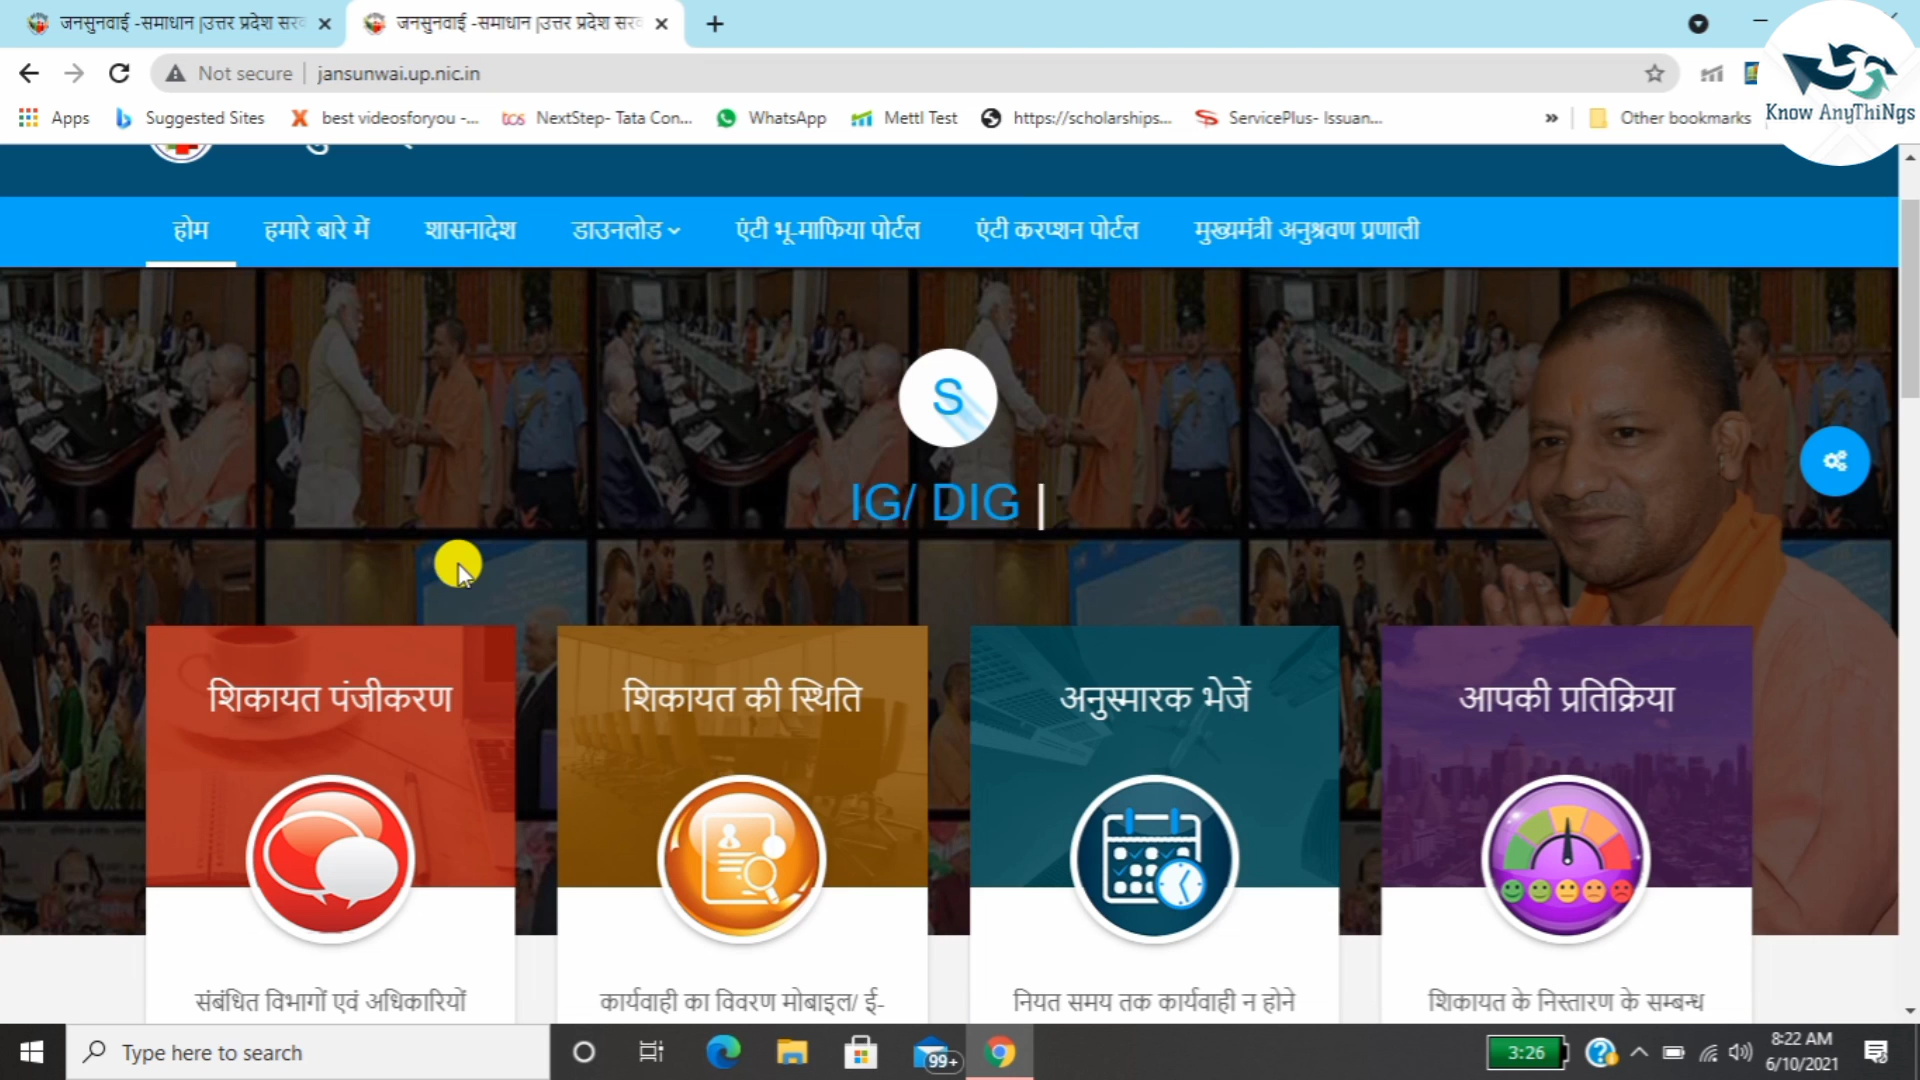 जनसुनवाई -समाधान |उत्तर प्रदेश सर
जनसुनवाई -समाधान |उत्तर प्रदेश सर
Not secure | jansunwai.up.nic.in
Apps Suggested Sites best videosforyou -... tcs NextStep- Tata Con... WhatsApp Mettl Test https://scholarships... ServicePlus- Issuan... » Other bookmarks
Know AnyThiNgs
होम हमारे बारे में शासनादेश डाउनलोड एंटी भू-माफिया पोर्टल एंटी करप्शन पोर्टल मुख्यमंत्री अनुश्रवण प्रणाली
S
IG/ DIG |
शिकायत पंजीकरण
शिकायत की स्थिति
अनुस्मारक भेजें
आपकी प्रतिक्रिया
संबंधित विभागों एवं अधिकारियों
कार्यवाही का विवरण मोबाइल/ ई-
नियत समय तक कार्यवाही न होने
शिकायत के निस्तारण के सम्बन्ध
Type here to search
99+
3:26
8:22 AM
6/10/2021